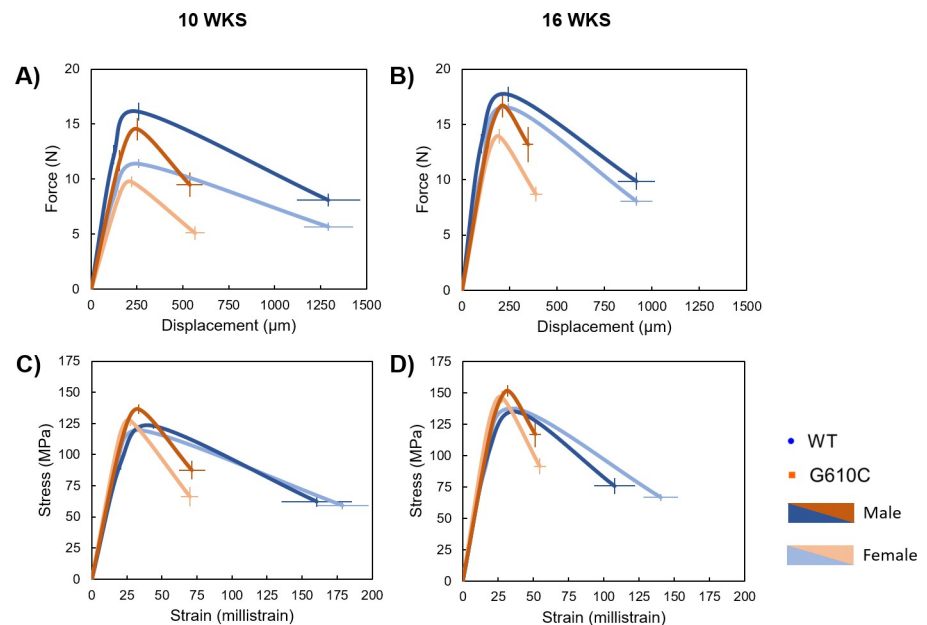 10 WKS
16 WKS
A)
B)
20
15
10
5
0
Force (N)
0 250 500 750 1000 1250 1500
Displacement (µm)
20
15
10
5
0
Force (N)
0 250 500 750 1000 1250 1500
Displacement (µm)
C)
D)
175
150
125
100
75
50
25
0
Stress (MPa)
0 25 50 75 100 125 150 175 200
Strain (millistrain)
175
150
125
100
75
50
25
0
Stress (MPa)
0 25 50 75 100 125 150 175 200
Strain (millistrain)
WT
G610C
Male
Female